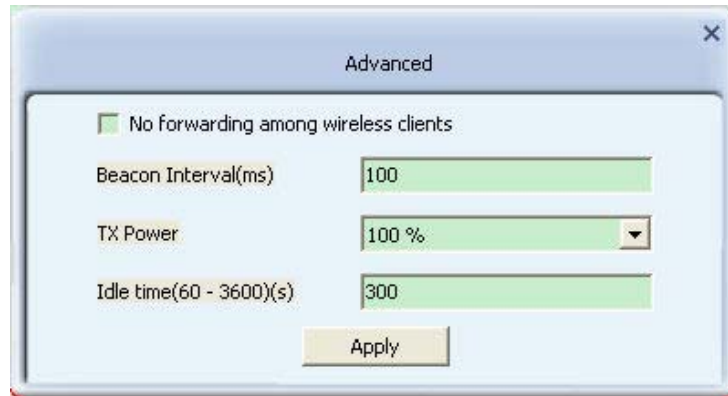 Advanced
No forwarding among wireless clients
Beacon Interval(ms) 100
TX Power 100 %
Idle time(60 - 3600)(s) 300
Apply